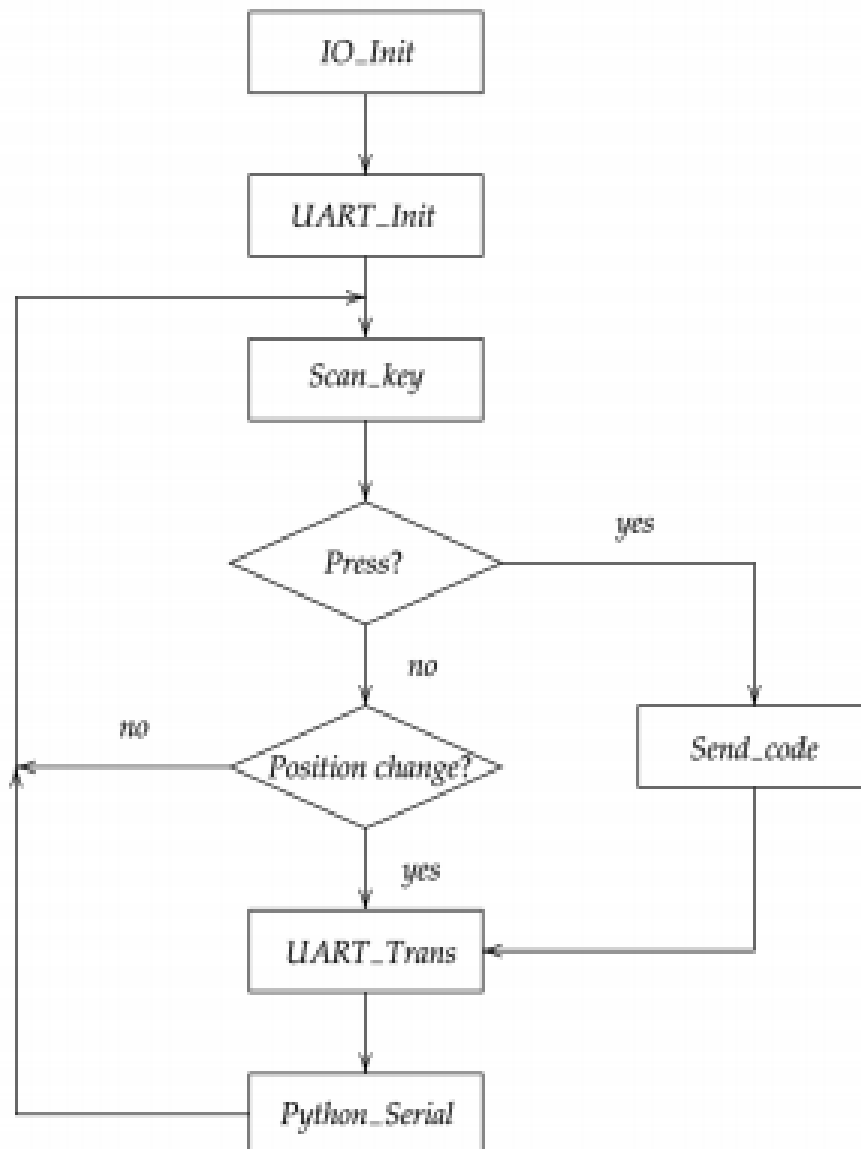 IO_Init
UART_Init
Scan_key
yes
Press?
no
no
Send_code
Position change?
yes
UART_Trans
Python_Serial